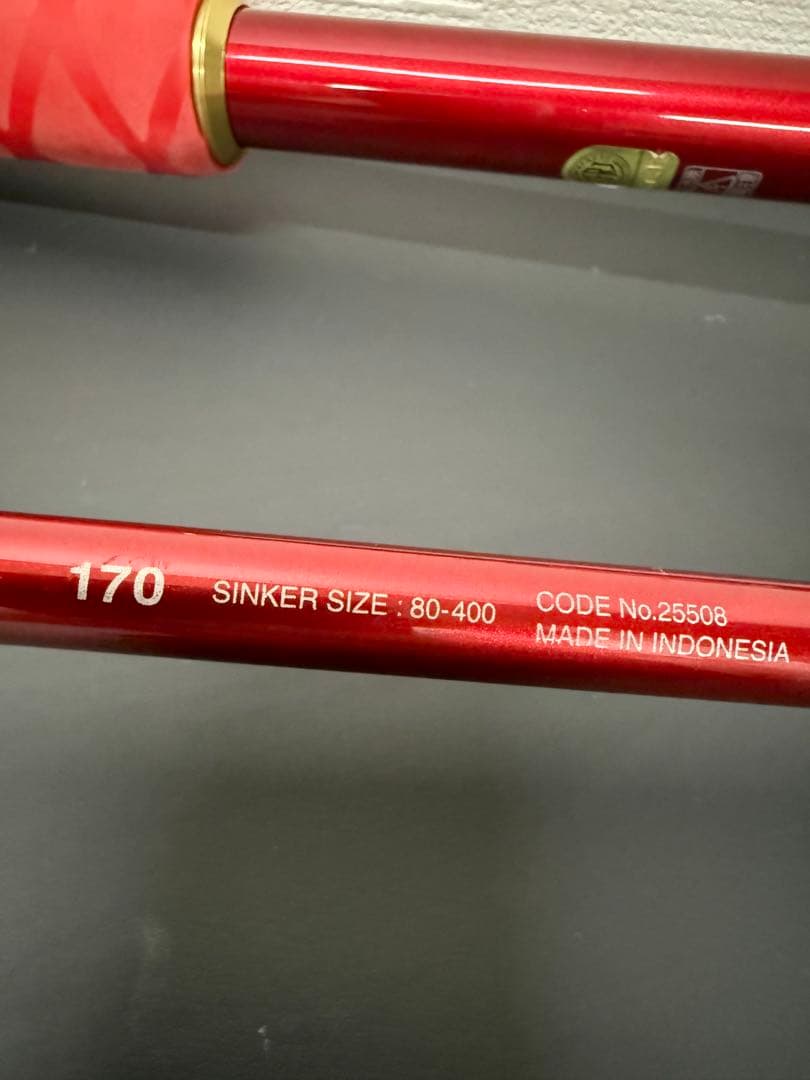 170 SINKER SIZE : 80-400 CODE No.25508
MADE IN INDONESIA